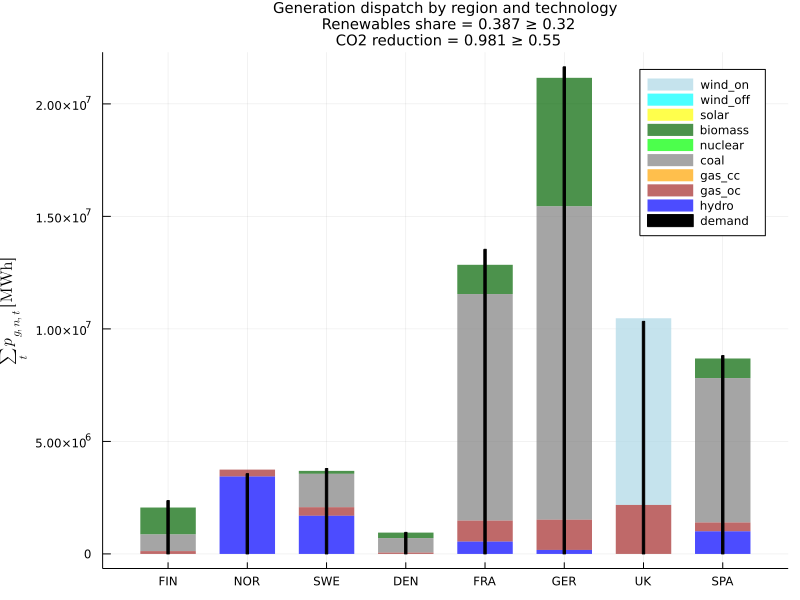 Generation dispatch by region and technology
Renewables share = 0.387 ≥ 0.32
CO2 reduction = 0.981 ≥ 0.55
∑_t p_{g,n,t} [MWh]
2.00×10⁷
1.50×10⁷
1.00×10⁷
5.00×10⁶
0
wind_on
wind_off
solar
biomass
nuclear
coal
gas_cc
gas_oc
hydro
demand
FIN NOR SWE DEN FRA GER UK SPA